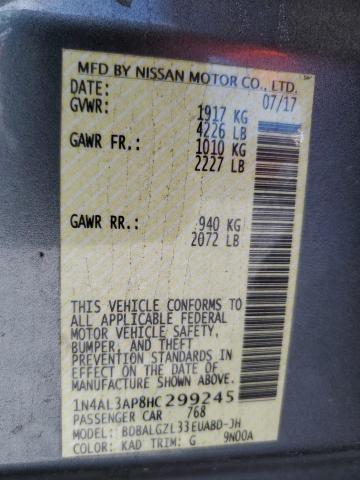 MFD BY NISSAN MOTOR CO., LTD.
DATE: 07/17
GVWR: 1917 KG
4226 LB
GAWR FR.: 1010 KG
2227 LB
GAWR RR.: 940 KG
2072 LB
THIS VEHICLE CONFORMS TO
ALL APPLICABLE FEDERAL
MOTOR VEHICLE SAFETY,
BUMPER, AND THEFT
PREVENTION STANDARDS
IN EFFECT ON THE DATE OF
MANUFACTURE SHOWN ABOVE.
1N4AL3AP8HC299245
PASSENGER CAR 768
MODEL: BDBALGZL33EUABD-JH
COLOR: KAD TRIM: G 9N00A